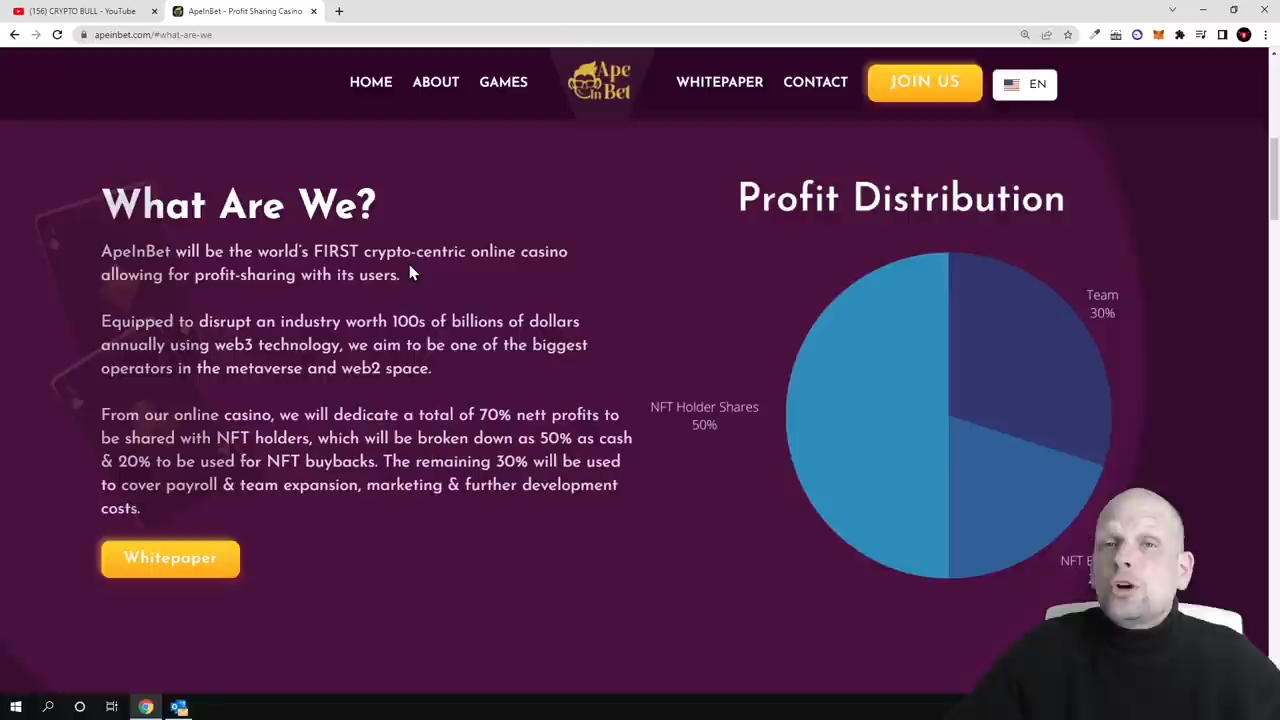 (156) CRYPTO BULL - YouTube
ApeInBet - Profit Sharing Casino
apeinbet.com/#what-are-we
HOME
ABOUT
GAMES
Ape
In Bet
WHITEPAPER
CONTACT
JOIN US
EN
What Are We?
ApeInBet will be the world's FIRST crypto-centric online casino
allowing for profit-sharing with its users.
Equipped to disrupt an industry worth 100s of billions of dollars
annually using web3 technology, we aim to be one of the biggest
operators in the metaverse and web2 space.
From our online casino, we will dedicate a total of 70% nett profits to
be shared with NFT holders, which will be broken down as 50% as cash
& 20% to be used for NFT buybacks. The remaining 30% will be used
to cover payroll & team expansion, marketing & further development
costs.
Whitepaper
Profit Distribution
Team
30%
NFT Holder Shares
50%
NFT